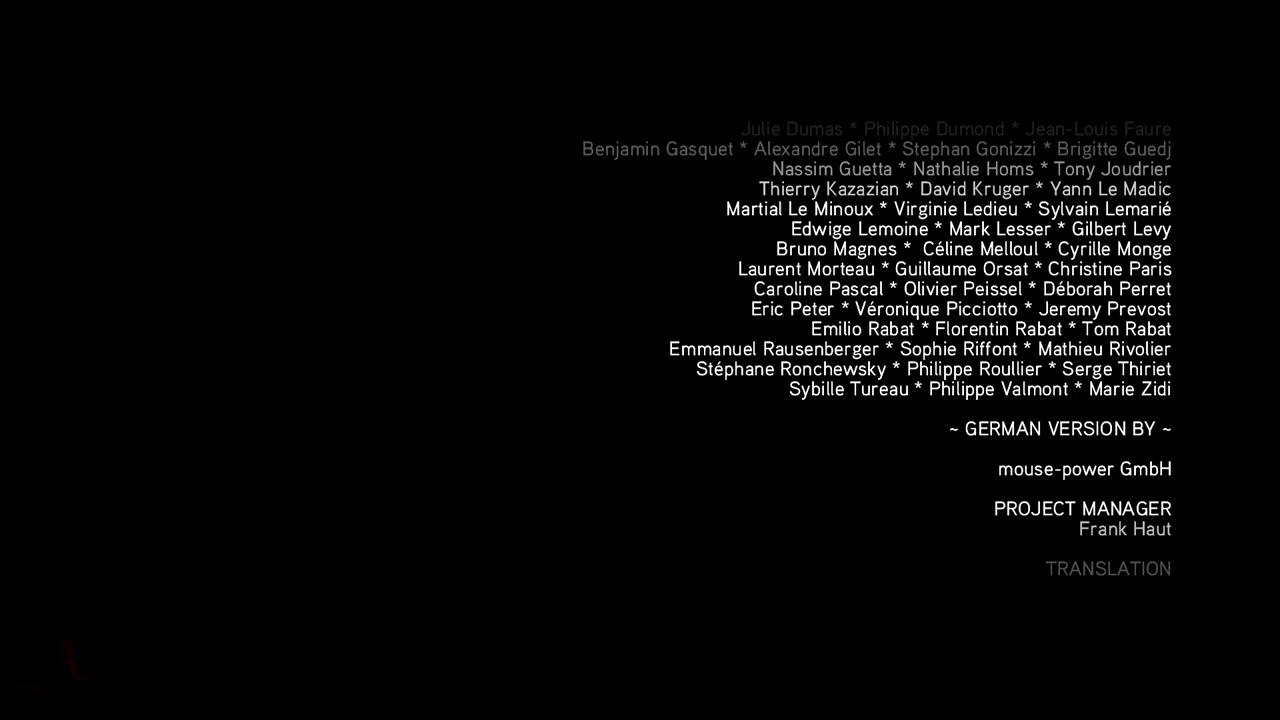 Julie Dumas * Philippe Dumond * Jean-Louis Faure
Benjamin Gasquet * Alexandre Gilet * Stephan Gonizzi * Brigitte Guedj
Nassim Guetta * Nathalie Homs * Tony Joudrier
Thierry Kazazian * David Kruger * Yann Le Madic
Martial Le Minoux * Virginie Ledieu * Sylvain Lemarié
Edwige Lemoine * Mark Lesser * Gilbert Levy
Bruno Magnes *  Céline Melloul * Cyrille Monge
Laurent Morteau * Guillaume Orsat * Christine Paris
Caroline Pascal * Olivier Peissel * Déborah Perret
Eric Peter * Véronique Picciotto * Jeremy Prevost
Emilio Rabat * Florentin Rabat * Tom Rabat
Emmanuel Rausenberger * Sophie Riffont * Mathieu Rivolier
Stéphane Ronchewsky * Philippe Roullier * Serge Thiriet
Sybille Tureau * Philippe Valmont * Marie Zidi
~ GERMAN VERSION BY ~
mouse-power GmbH
PROJECT MANAGER
Frank Haut
TRANSLATION